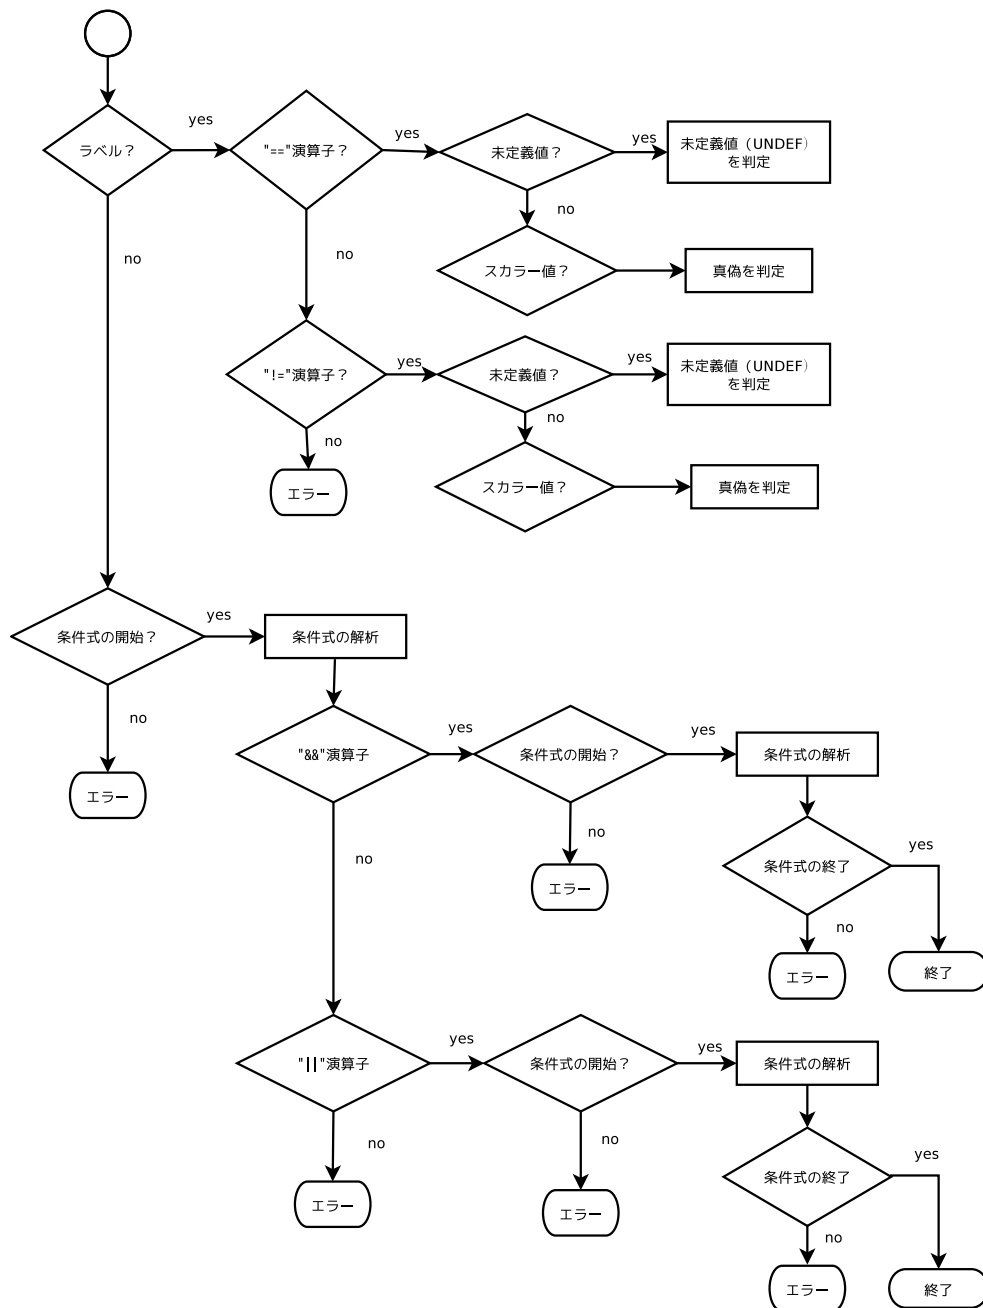 yes
yes
yes
ラベル？
"=="演算子？
未定義値？
未定義値（UNDEF）
を判定
no
no
no
スカラー値？
真偽を判定
yes
yes
"!="演算子？
未定義値？
未定義値（UNDEF）
を判定
no
no
エラー
スカラー値？
真偽を判定
yes
条件式の開始？
条件式の解析
no
エラー
yes
yes
"&&"演算子
条件式の開始？
条件式の解析
no
no
エラー
yes
条件式の終了
no
エラー
終了
yes
yes
"||"演算子
条件式の開始？
条件式の解析
no
no
エラー
エラー
yes
条件式の終了
no
エラー
終了